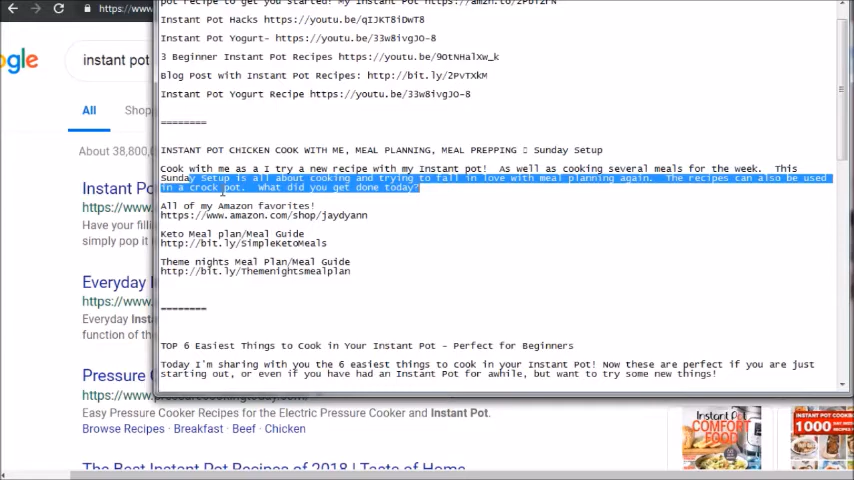 https://www.
ogle
instant pot
All
Shop
About 38,800,
Instant Po
https://www.
Have your filli
simply pop it
Everyday I
https://www.
Everyday Inst
function of the
Pressure C
Easy Pressure Cooker Recipes for the Electric Pressure Cooker and Instant Pot.
Browse Recipes · Breakfast · Beef · Chicken
The Best Instant Pot Recipes of 2018 | Taste of Home
Instant Pot Hacks https://youtu.be/qIJKT8iDwT8
Instant Pot Yogurt- https://youtu.be/33w8ivgJO-8
3 Beginner Instant Pot Recipes https://youtu.be/9OtNHalXw_k
Blog Post with Instant Pot Recipes: http://bit.ly/2PvTXkM
Instant Pot Yogurt Recipe https://youtu.be/33w8ivgJO-8
========
INSTANT POT CHICKEN COOK WITH ME, MEAL PLANNING, MEAL PREPPING Sunday Setup
Cook with me as a I try a new recipe with my Instant pot! As well as cooking several meals for the week. This
Sunday Setup is all about cooking and trying to fall in love with meal planning again. The recipes can also be used
in a crock pot. What did you get done today?
All of my Amazon favorites!
https://www.amazon.com/shop/jaydyann
Keto Meal plan/Meal Guide
http://bit.ly/SimpleKetoMeals
Theme nights Meal Plan/Meal Guide
http://bit.ly/Themenightsmealplan
========
TOP 6 Easiest Things to Cook in Your Instant Pot - Perfect for Beginners
Today I'm sharing with you the 6 easiest things to cook in your Instant Pot! Now these are perfect if you are just
starting out, or even if you have had an Instant Pot for awhile, but want to try some new things!
Instant Pot
COMFORT
FOOD
INSTANT POT COOKBO
1000